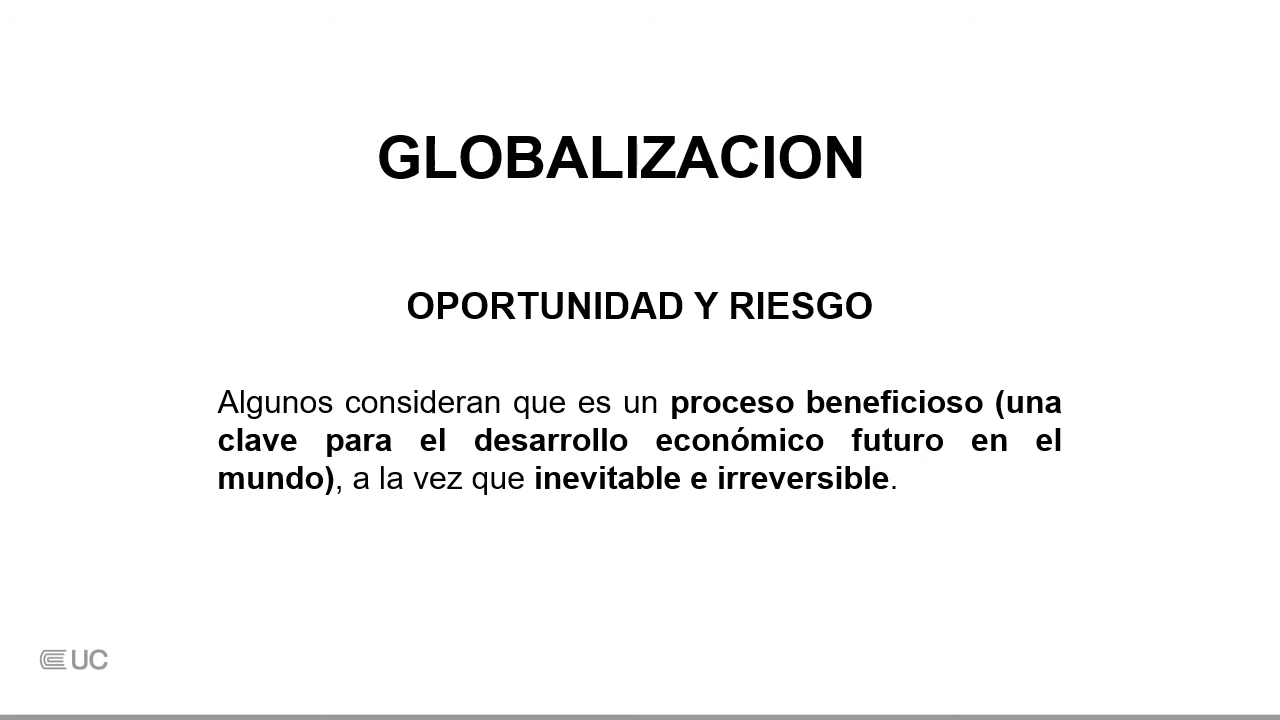 GLOBALIZACION
OPORTUNIDAD Y RIESGO
Algunos consideran que es un proceso beneficioso (una
clave para el desarrollo económico futuro en el
mundo), a la vez que inevitable e irreversible.
UC